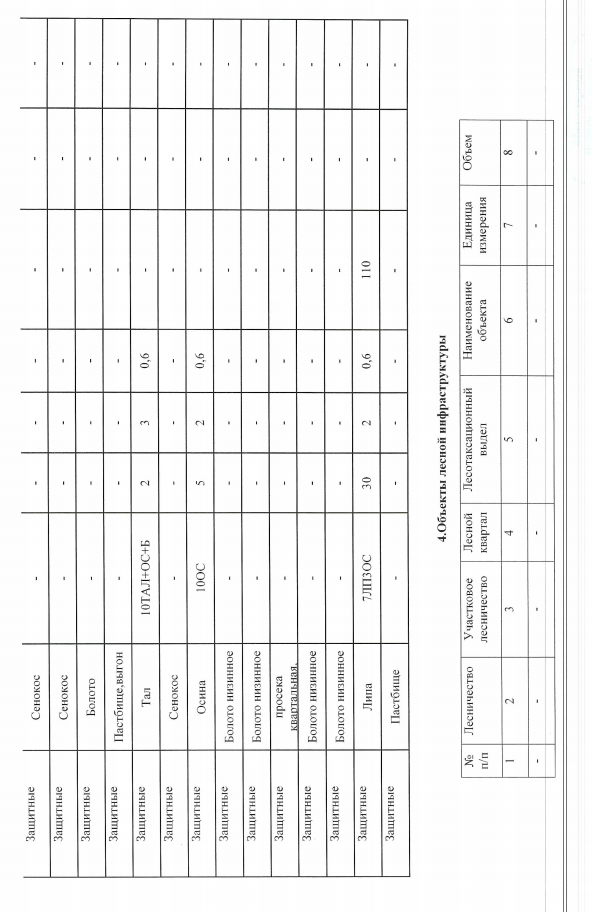 Защитные Сенокос - - - - - - -
Защитные Сенокос - - - - - - -
Защитные Болото - - - - - - -
Защитные Пастбище,выгон - - - - - - -
Защитные Тал 10ТАЛ+ОС+Б 2 3 0,6 - - -
Защитные Сенокос - - - - - - -
Защитные Осина 10ОС 5 2 0,6 - - -
Защитные Болото низинное - - - - - - -
Защитные Болото низинное - - - - - - -
Защитные просека - - - - - - -
квартальная,
Защитные Болото низинное - - - - - - -
Защитные Болото низинное - - - - - - -
Защитные Липа 7ЛП3ОС 30 2 0,6 110 - -
Защитные Пастбище - - - - - - -
4.Объекты лесной инфраструктуры
№ Лесничество Участковое Лесной Лесотаксационный Наименование Единица Объем
п/п лесничество квартал выдел объекта измерения
1 2 3 4 5 6 7 8
- - - - - - - -